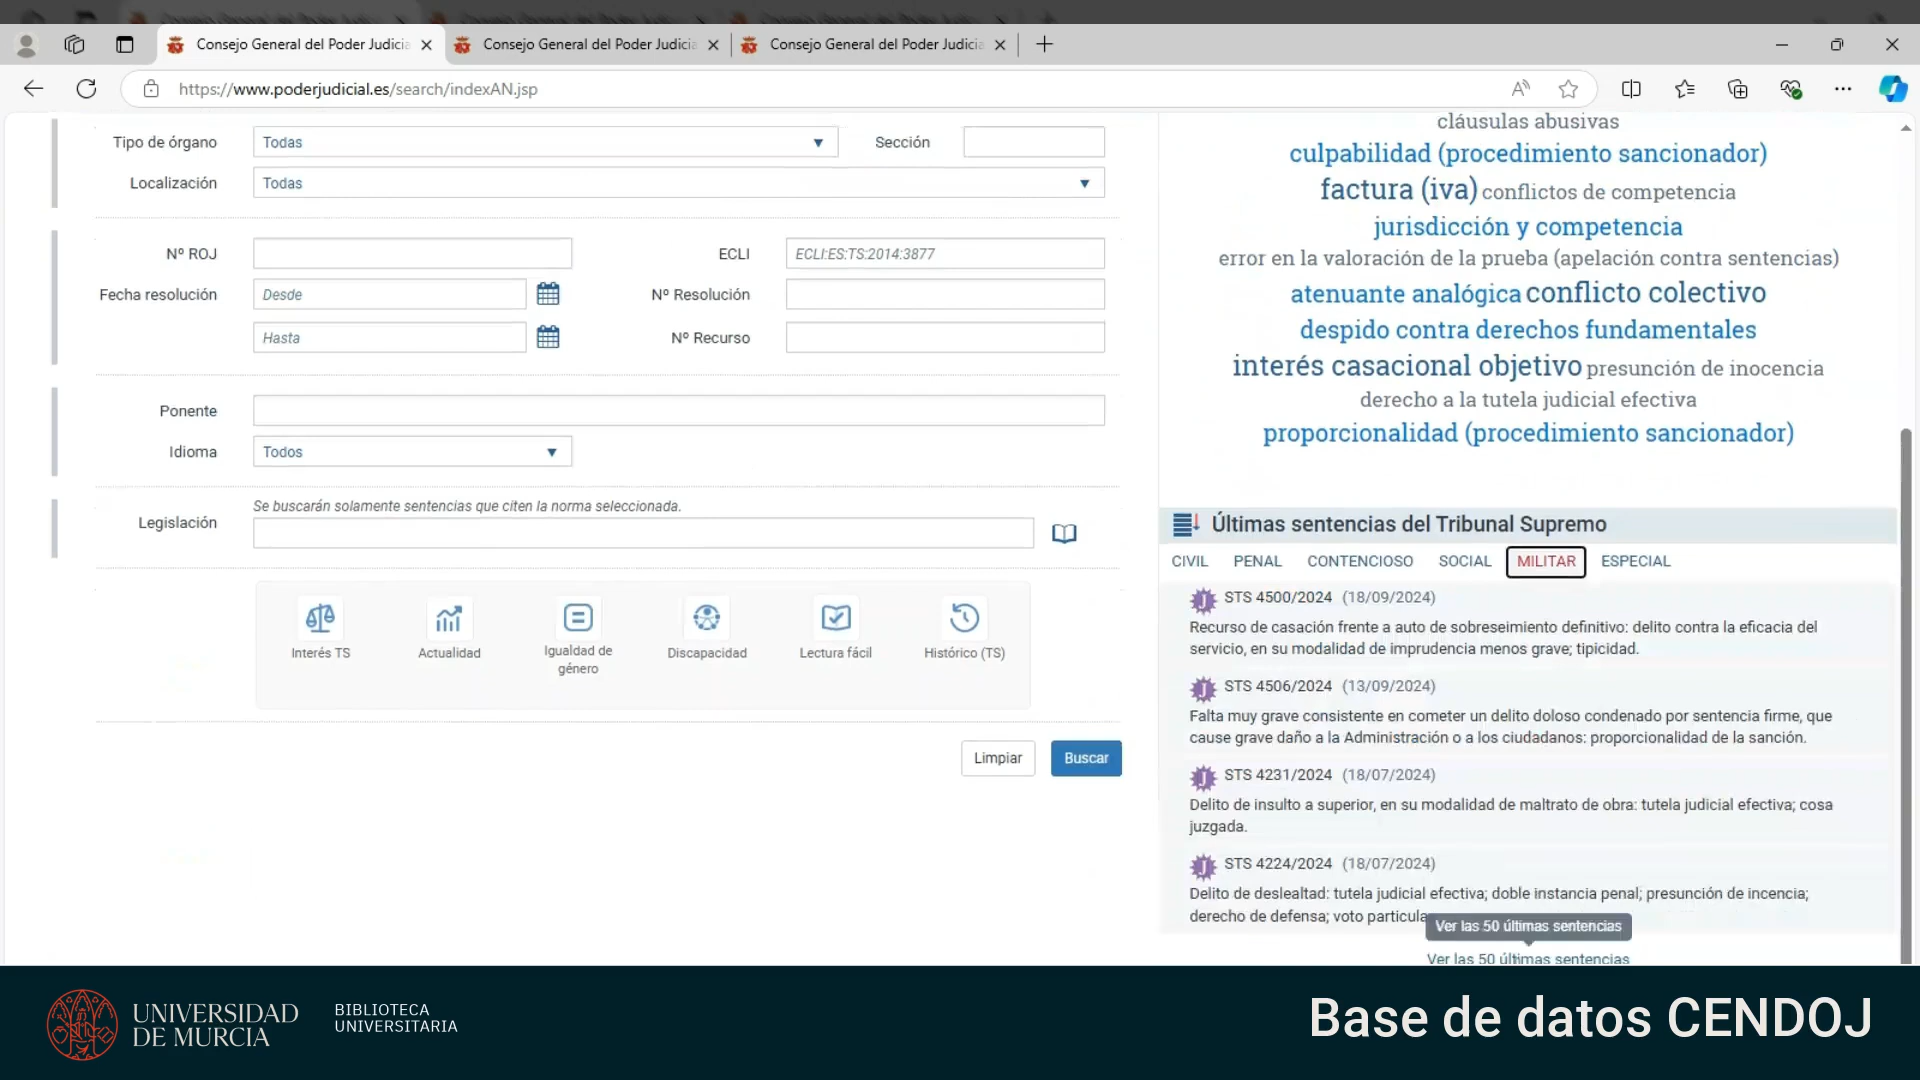 Consejo General del Poder Judicia
Consejo General del Poder Judicia
Consejo General del Poder Judicia
https://www.poderjudicial.es/search/indexAN.jsp
Tipo de órgano
Todas
Sección
Localización
Todas
Nº ROJ
ECLI
ECLI:ES:TS:2014:3877
Fecha resolución
Desde
Nº Resolución
Hasta
Nº Recurso
Ponente
Idioma
Todos
Se buscarán solamente sentencias que citen la norma seleccionada.
Legislación
Interés TS
Actualidad
Igualdad de
género
Discapacidad
Lectura fácil
Histórico (TS)
Limpiar
Buscar
cláusulas abusivas
culpabilidad (procedimiento sancionador)
factura (iva) conflictos de competencia
jurisdicción y competencia
error en la valoración de la prueba (apelación contra sentencias)
atenuante analógica conflicto colectivo
despido contra derechos fundamentales
interés casacional objetivo presunción de inocencia
derecho a la tutela judicial efectiva
proporcionalidad (procedimiento sancionador)
Últimas sentencias del Tribunal Supremo
CIVIL PENAL CONTENCIOSO SOCIAL MILITAR ESPECIAL
J STS 4500/2024 (18/09/2024)
Recurso de casación frente a auto de sobreseimiento definitivo: delito contra la eficacia del
servicio, en su modalidad de imprudencia menos grave; tipicidad.
J STS 4506/2024 (13/09/2024)
Falta muy grave consistente en cometer un delito doloso condenado por sentencia firme, que
cause grave daño a la Administración o a los ciudadanos: proporcionalidad de la sanción.
J STS 4231/2024 (18/07/2024)
Delito de insulto a superior, en su modalidad de maltrato de obra: tutela judicial efectiva; cosa
juzgada.
J STS 4224/2024 (18/07/2024)
Delito de deslealtad: tutela judicial efectiva; doble instancia penal; presunción de incencia;
derecho de defensa; voto particula
Ver las 50 últimas sentencias
Ver las 50 últimas sentencias
UNIVERSIDAD
DE MURCIA
BIBLIOTECA
UNIVERSITARIA
Base de datos CENDOJ